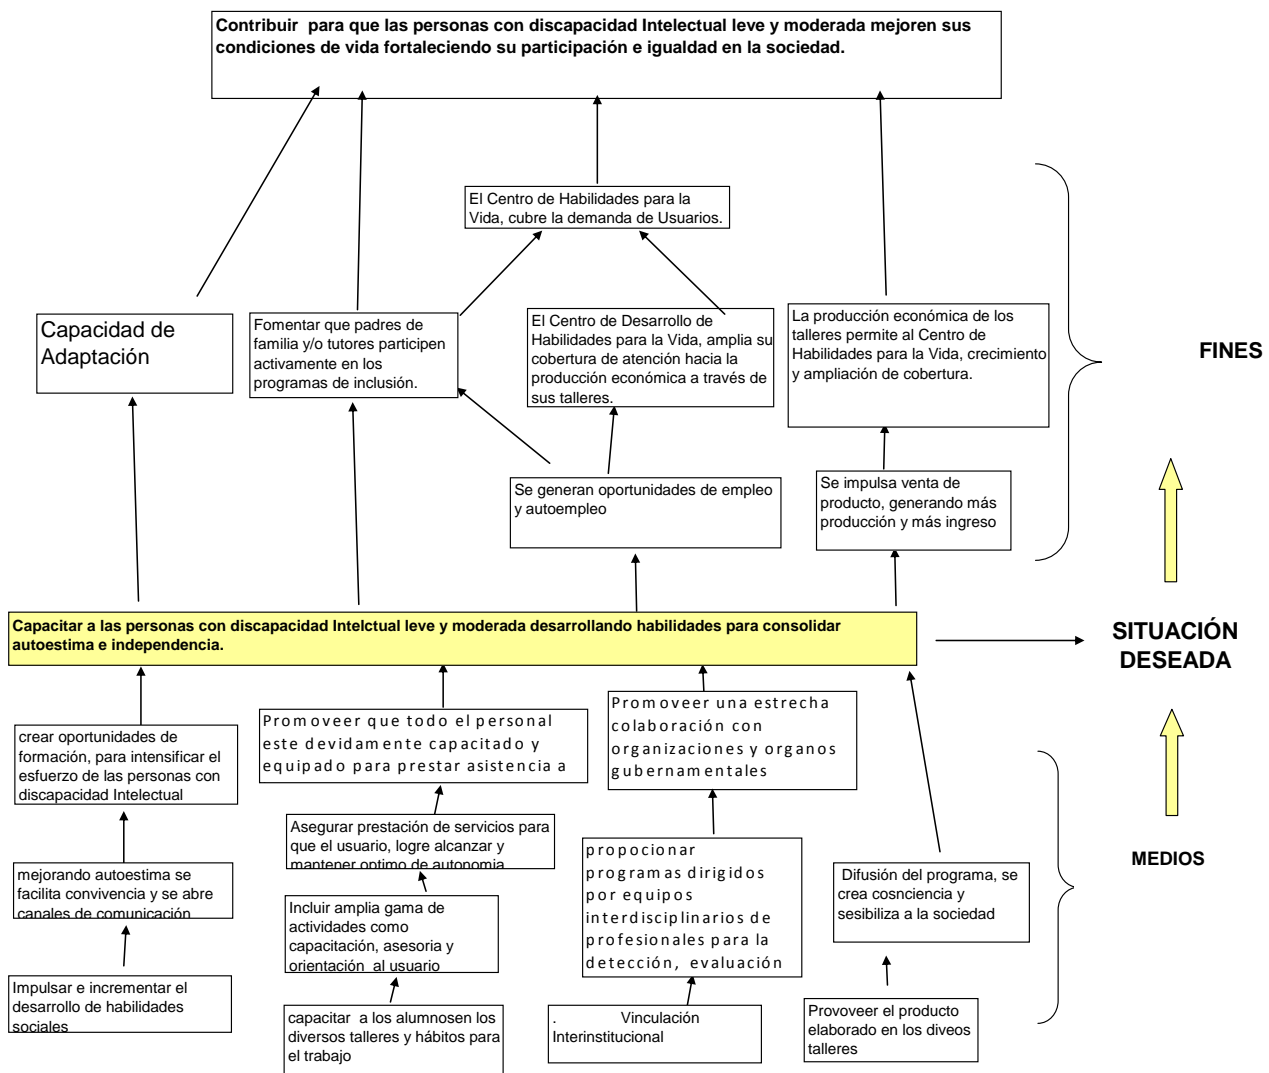 Contribuir  para que las personas con discapacidad Intelectual leve y moderada mejoren sus
condiciones de vida fortaleciendo su participación e igualdad en la sociedad.
El Centro de Habilidades para la
Vida, cubre la demanda de Usuarios.
Capacidad de
Adaptación
Fomentar que padres de
familia y/o tutores participen
activamente en los
programas de inclusión.
El Centro de Desarrollo de
Habilidades para la Vida, amplia su
cobertura de atención hacia la
producción económica a través de
sus talleres.
La producción económica de los
talleres permite al Centro de
Habilidades para la Vida, crecimiento
y ampliación de cobertura.
FINES
Se generan oportunidades de empleo
y autoempleo
Se impulsa venta de
producto, generando más
producción y más ingreso
Capacitar a las personas con discapacidad Intelctual leve y moderada desarrollando habilidades para consolidar
autoestima e independencia.
SITUACIÓN
DESEADA
crear oportunidades de
formación, para intensificar el
esfuerzo de las personas con
discapacidad Intelectual
Promoveer que todo el personal
este devidamente capacitado y
equipado para prestar asistencia a
Promoveer una estrecha
colaboración con
organizaciones y organos
gubernamentales
Asegurar prestación de servicios para
que el usuario, logre alcanzar y
mantener optimo de autonomia
propocionar
programas dirigidos
por equipos
interdisciplinarios de
profesionales para la
detección, evaluación
MEDIOS
mejorando autoestima se
facilita convivencia y se abre
canales de comunicación
Difusión del programa, se
crea cosnciencia y
sesibiliza a la sociedad
Incluir amplia gama de
actividades como
capacitación, asesoria y
orientación  al usuario
Impulsar e incrementar el
desarrollo de habilidades
sociales
capacitar  a los alumnosen los
diversos talleres y hábitos para
el trabajo
. Vinculación
Interinstitucional
Provoveer el producto
elaborado en los diveos
talleres